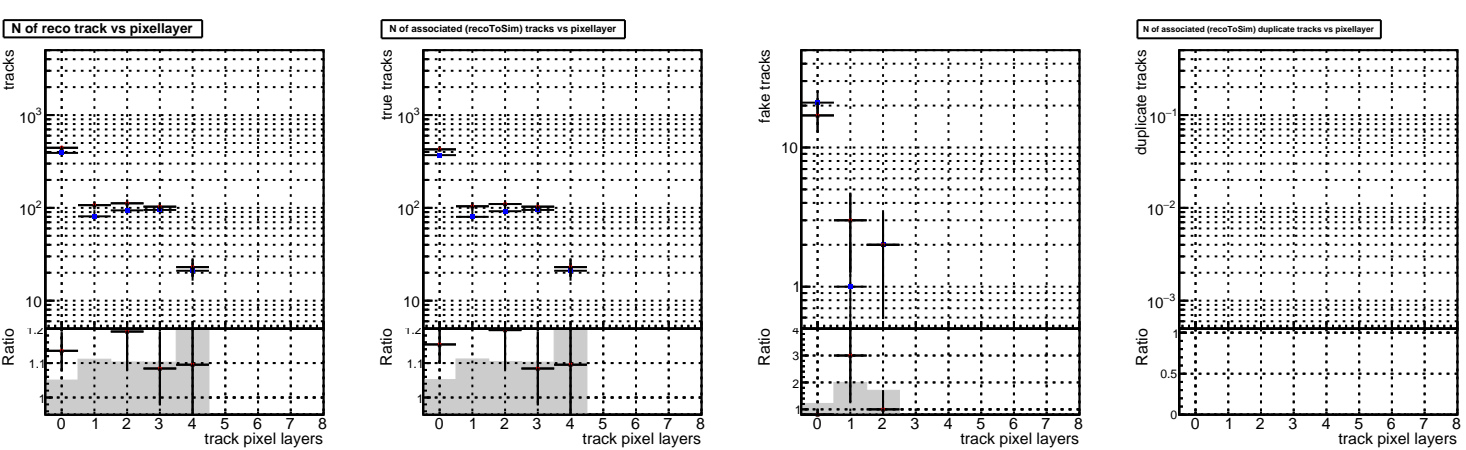 N of reco track vs pixellayer
tracks
10³
10²
10
Ratio
1.2
1.1
1
0 1 2 3 4 5 6 7 8
track pixel layers
N of associated (recoToSim) tracks vs pixellayer
true tracks
10³
10²
10
Ratio
1.2
1.1
1
0 1 2 3 4 5 6 7 8
track pixel layers
fake tracks
10
1
Ratio
4
3
2
1
0 1 2 3 4 5 6 7 8
track pixel layers
N of associated (recoToSim) duplicate tracks vs pixellayer
duplicate tracks
10⁻¹
10⁻²
10⁻³
Ratio
1
0.5
0
0 1 2 3 4 5 6 7 8
track pixel layers